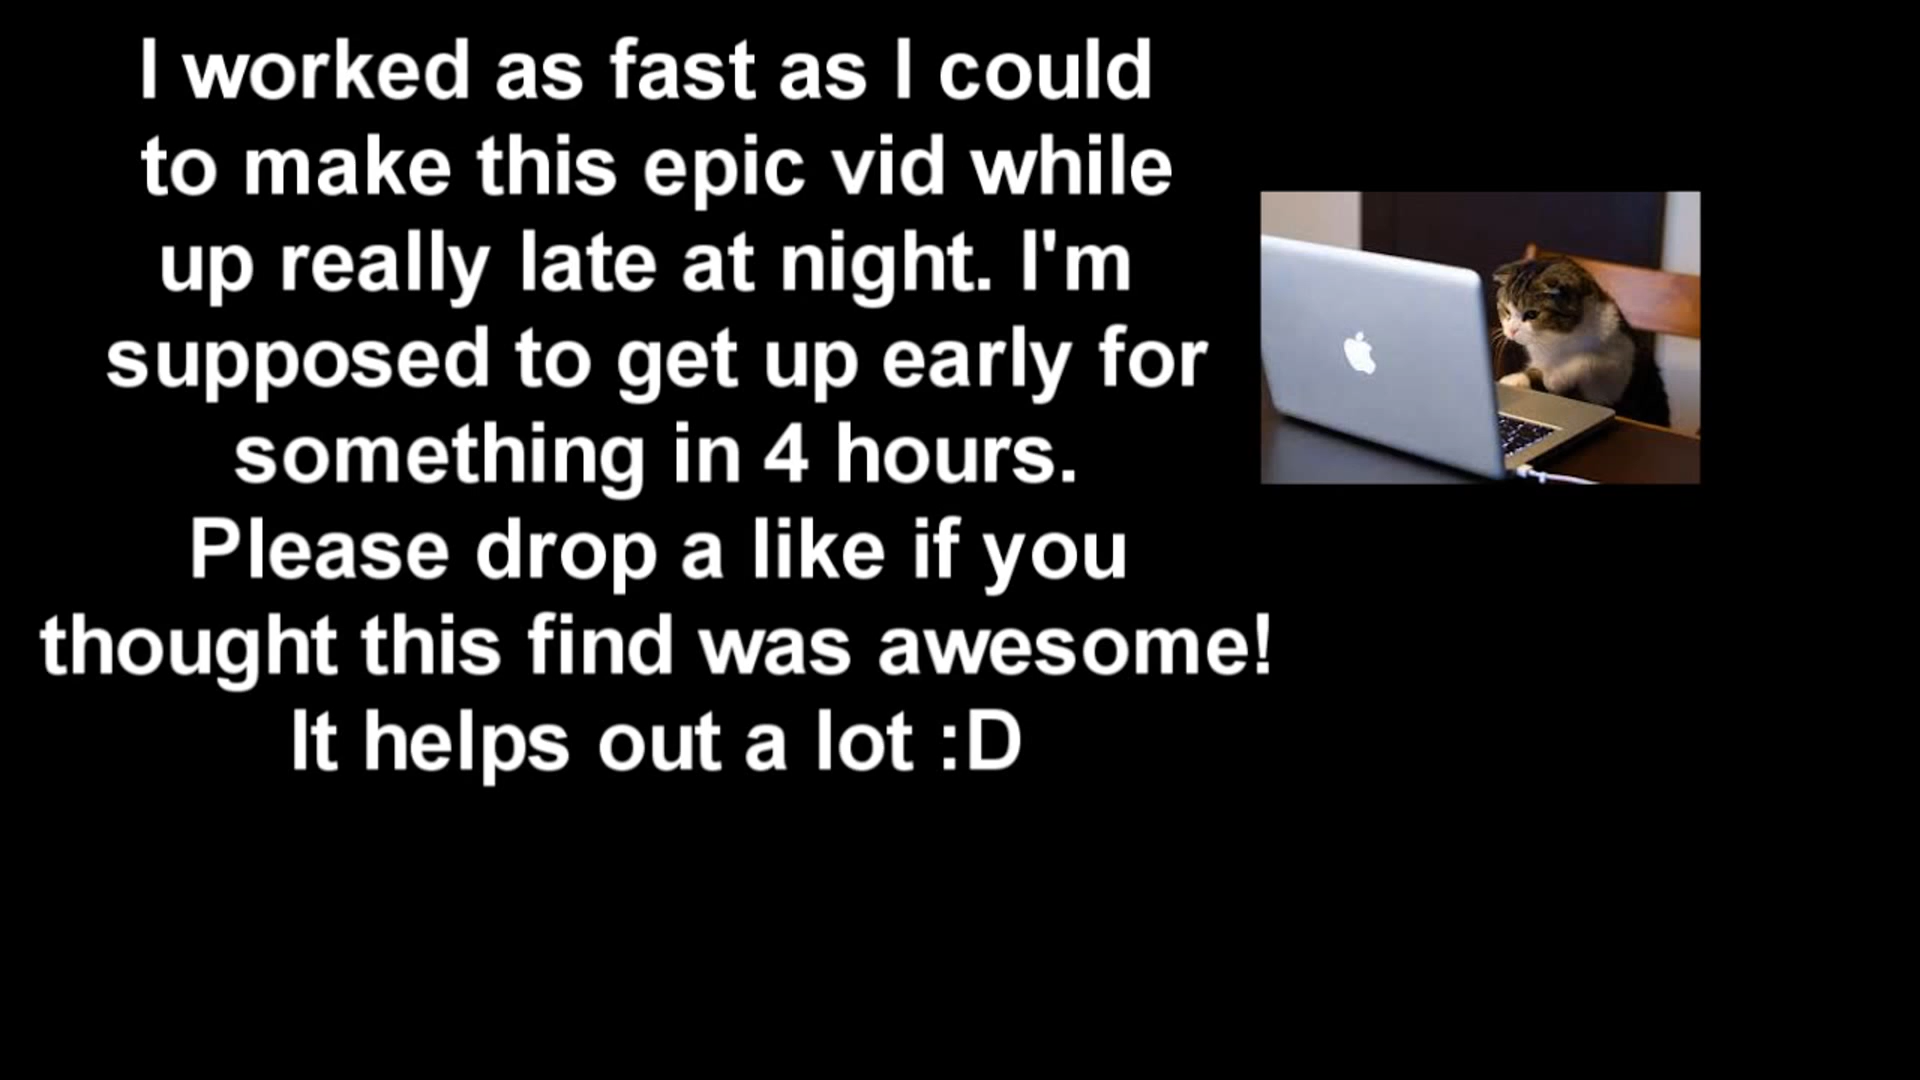 I worked as fast as I could
to make this epic vid while
up really late at night. I'm
supposed to get up early for
something in 4 hours.
Please drop a like if you
thought this find was awesome!
It helps out a lot :D